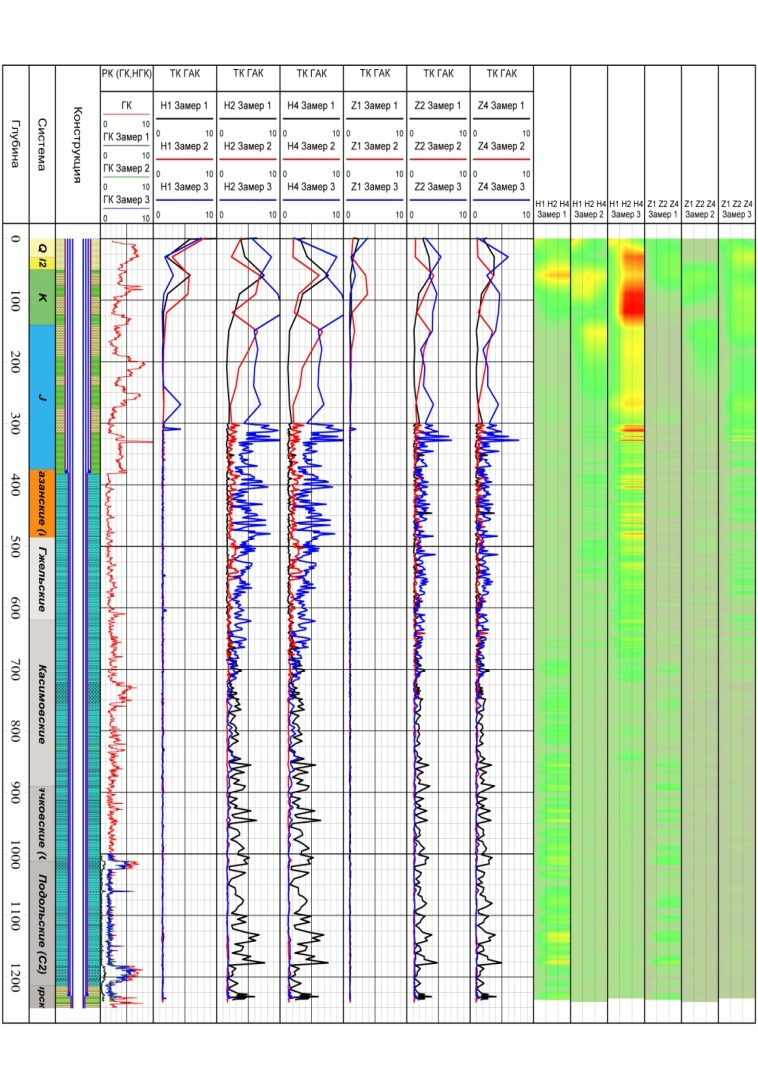 РК (ГК,НГК)
ТК ГАК
ТК ГАК
ТК ГАК
ТК ГАК
ТК ГАК
ТК ГАК
Глубина
Система
Конструкция
ГК
0 10
ГК Замер 1
0 10
ГК Замер 2
0 10
ГК Замер 3
0 10
H1 Замер 1
0 10
H1 Замер 2
0 10
H1 Замер 3
0 10
H2 Замер 1
0 10
H2 Замер 2
0 10
H2 Замер 3
0 10
H4 Замер 1
0 10
H4 Замер 2
0 10
H4 Замер 3
0 10
Z1 Замер 1
0 10
Z1 Замер 2
0 10
Z1 Замер 3
0 10
Z2 Замер 1
0 10
Z2 Замер 2
0 10
Z2 Замер 3
0 10
Z4 Замер 1
0 10
Z4 Замер 2
0 10
Z4 Замер 3
0 10
H1 H2 H4
Замер 1
H1 H2 H4
Замер 2
H1 H2 H4
Замер 3
Z1 Z2 Z4
Замер 1
Z1 Z2 Z4
Замер 2
Z1 Z2 Z4
Замер 3
0
100
200
300
400
500
600
700
800
900
1000
1100
1200
Q
K
J
азанские (
Гжельские
Касимовские
ячковские (
Подольские (C2)
ирск